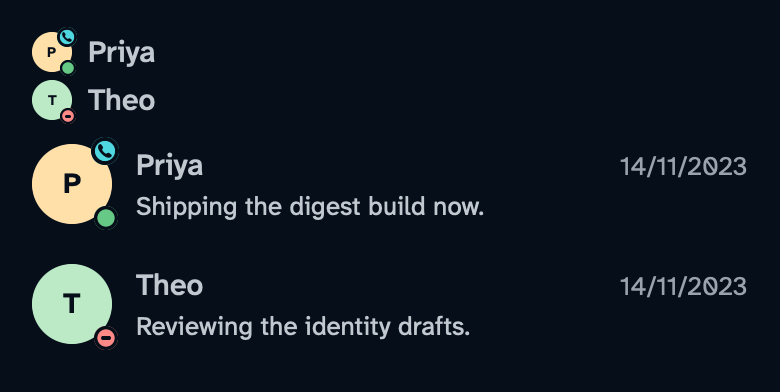 P Priya
T Theo
P Priya 14/11/2023
Shipping the digest build now.
T Theo 14/11/2023
Reviewing the identity drafts.